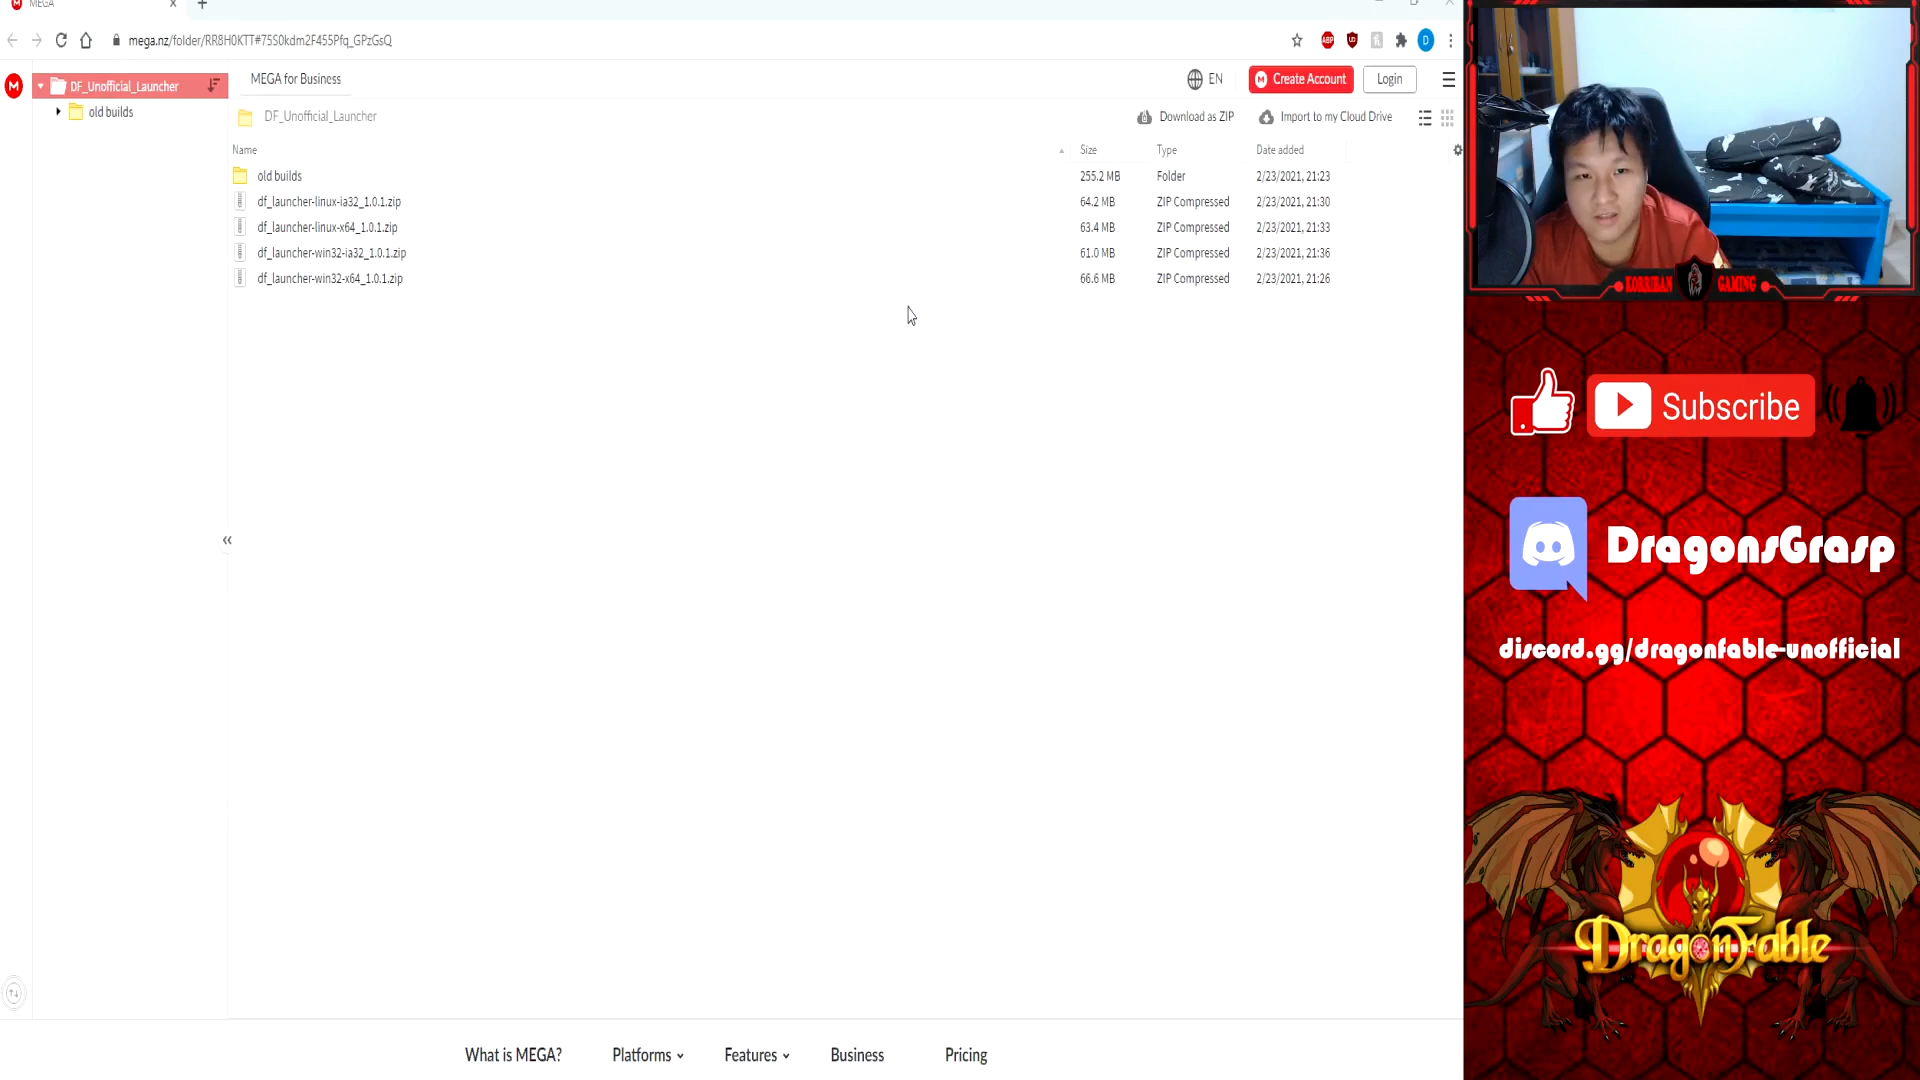 MEGA
mega.nz/folder/RR8H0KTT#75S0kdm2F455Pfq_GPzGsQ
ABP
D
M
DF_Unofficial_Launcher
old builds
MEGA for Business
EN
M Create Account
Login
DF_Unofficial_Launcher
Download as ZIP
Import to my Cloud Drive
Name Size Type Date added
old builds 255.2 MB Folder 2/23/2021, 21:23
df_launcher-linux-ia32_1.0.1.zip 64.2 MB ZIP Compressed 2/23/2021, 21:30
df_launcher-linux-x64_1.0.1.zip 63.4 MB ZIP Compressed 2/23/2021, 21:33
df_launcher-win32-ia32_1.0.1.zip 61.0 MB ZIP Compressed 2/23/2021, 21:36
df_launcher-win32-x64_1.0.1.zip 66.6 MB ZIP Compressed 2/23/2021, 21:26
What is MEGA? Platforms Features Business Pricing
KORRIBAN GAMING
Subscribe
DragonsGrasp
discord.gg/dragonfable-unofficial
DragonFable